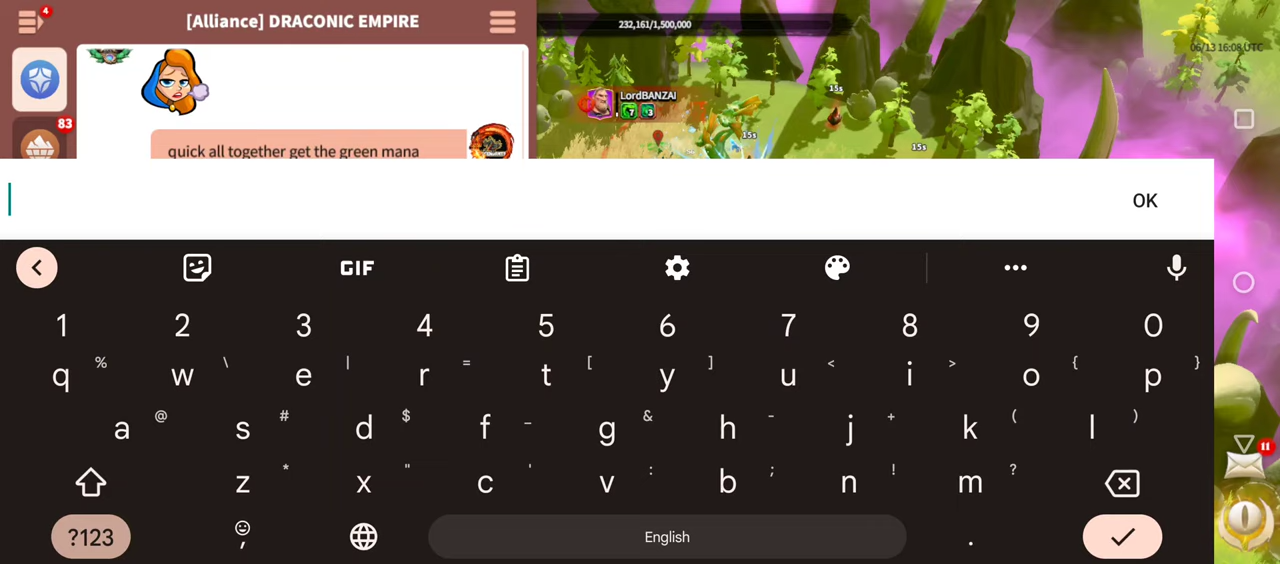 4
[Alliance] DRACONIC EMPIRE
232,161/1,500,000
06/13 16:08 UTC
83
LordBANZAI
7 3
15s
15s
15s
quick all together get the green mana
OK
GIF
1 2 3 4 5 6 7 8 9 0
% \ | = [ ] < > { }
q w e r t y u i o p
@ # $ _ & - + ( )
a s d f g h j k l
* " ' : ; ! ?
z x c v b n m
11
?123 , English .